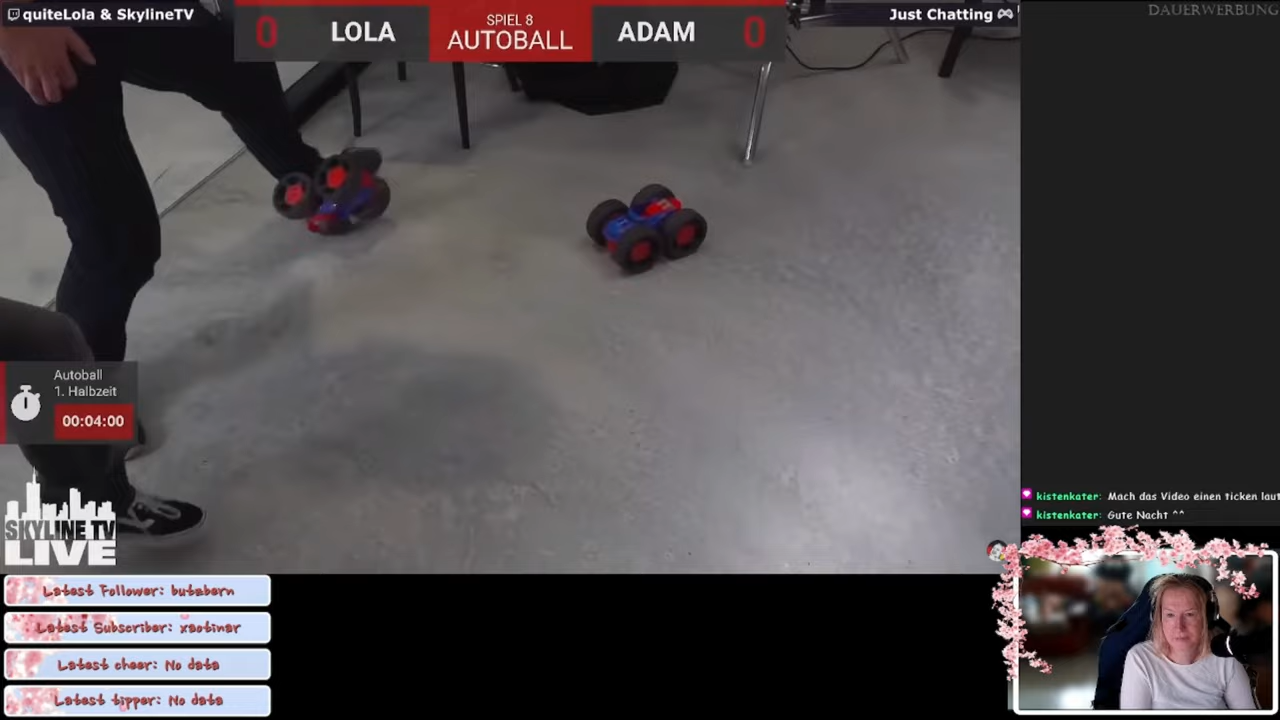 quiteLola & SkylineTV
0
LOLA
SPIEL 8
AUTOBALL
ADAM
0
Just Chatting
DAUERWERBUNG
Autoball
1. Halbzeit
00:04:00
SKYLINE TV
LIVE
kistenkater: Mach das Video einen ticken laut
kistenkater: Gute Nacht ^^
Latest Follower: butzbern
Latest Subscriber: xaotinar
Latest cheer: No data
Latest tipper: No data